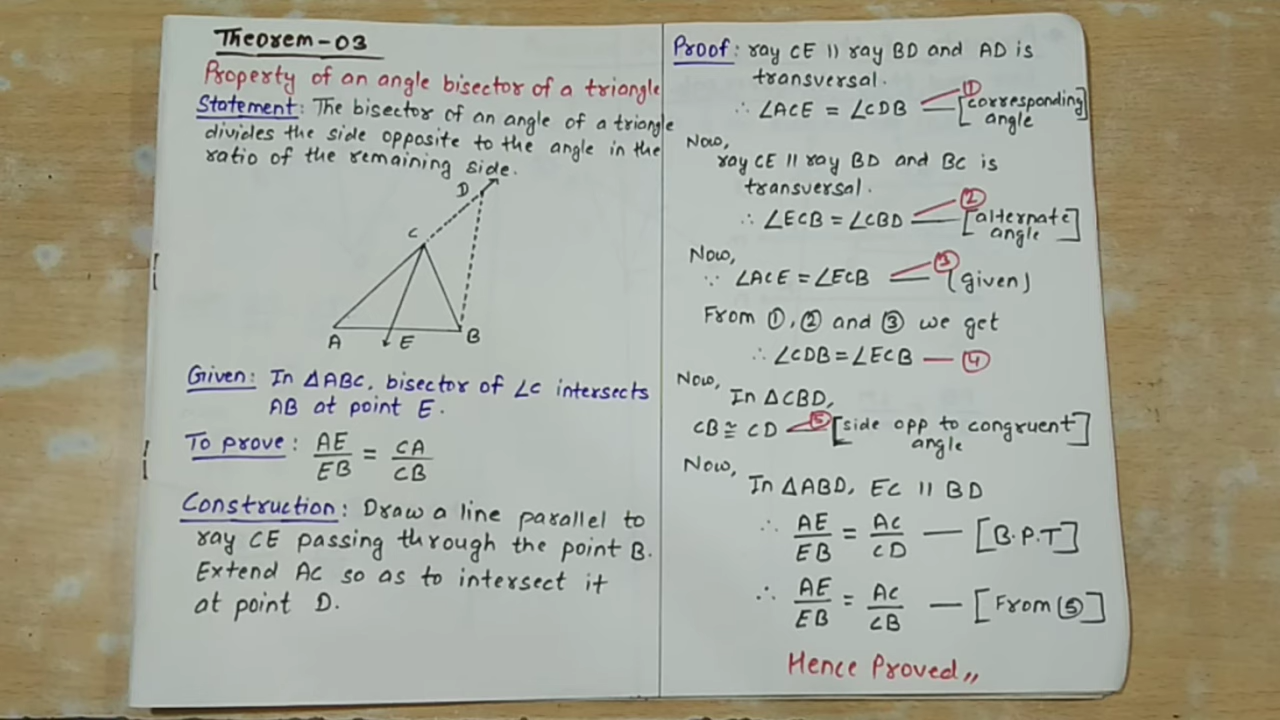 Theorem-03
Property of an angle bisector of a triangle
Statement: The bisector of an angle of a triangle
divides the side opposite to the angle in the
ratio of the remaining side.
D
C
A
E
B
Given: In △ABC, bisector of ∠C intersects
AB at point E.
To prove: AE/EB = CA/CB
Construction: Draw a line parallel to
ray CE passing through the point B.
Extend AC so as to intersect it
at point D.
Proof: ray CE || ray BD and AD is
transversal.
∴ ∠ACE = ∠CDB — ① [corresponding
angle]
Now,
ray CE || ray BD and BC is
transversal.
∴ ∠ECB = ∠CBD — ② [alternate
angle]
Now,
∵ ∠ACE = ∠ECB — ③ (given)
From ①, ② and ③ we get
∴ ∠CDB = ∠ECB — ④
Now,
In △CBD,
CB ≅ CD — ⑤ [side opp to congruent
angle]
Now,
In △ABD, EC || BD
∴ AE/EB = AC/CD — [B.P.T]
∴ AE/EB = AC/CB — [From ⑤]
Hence Proved,,